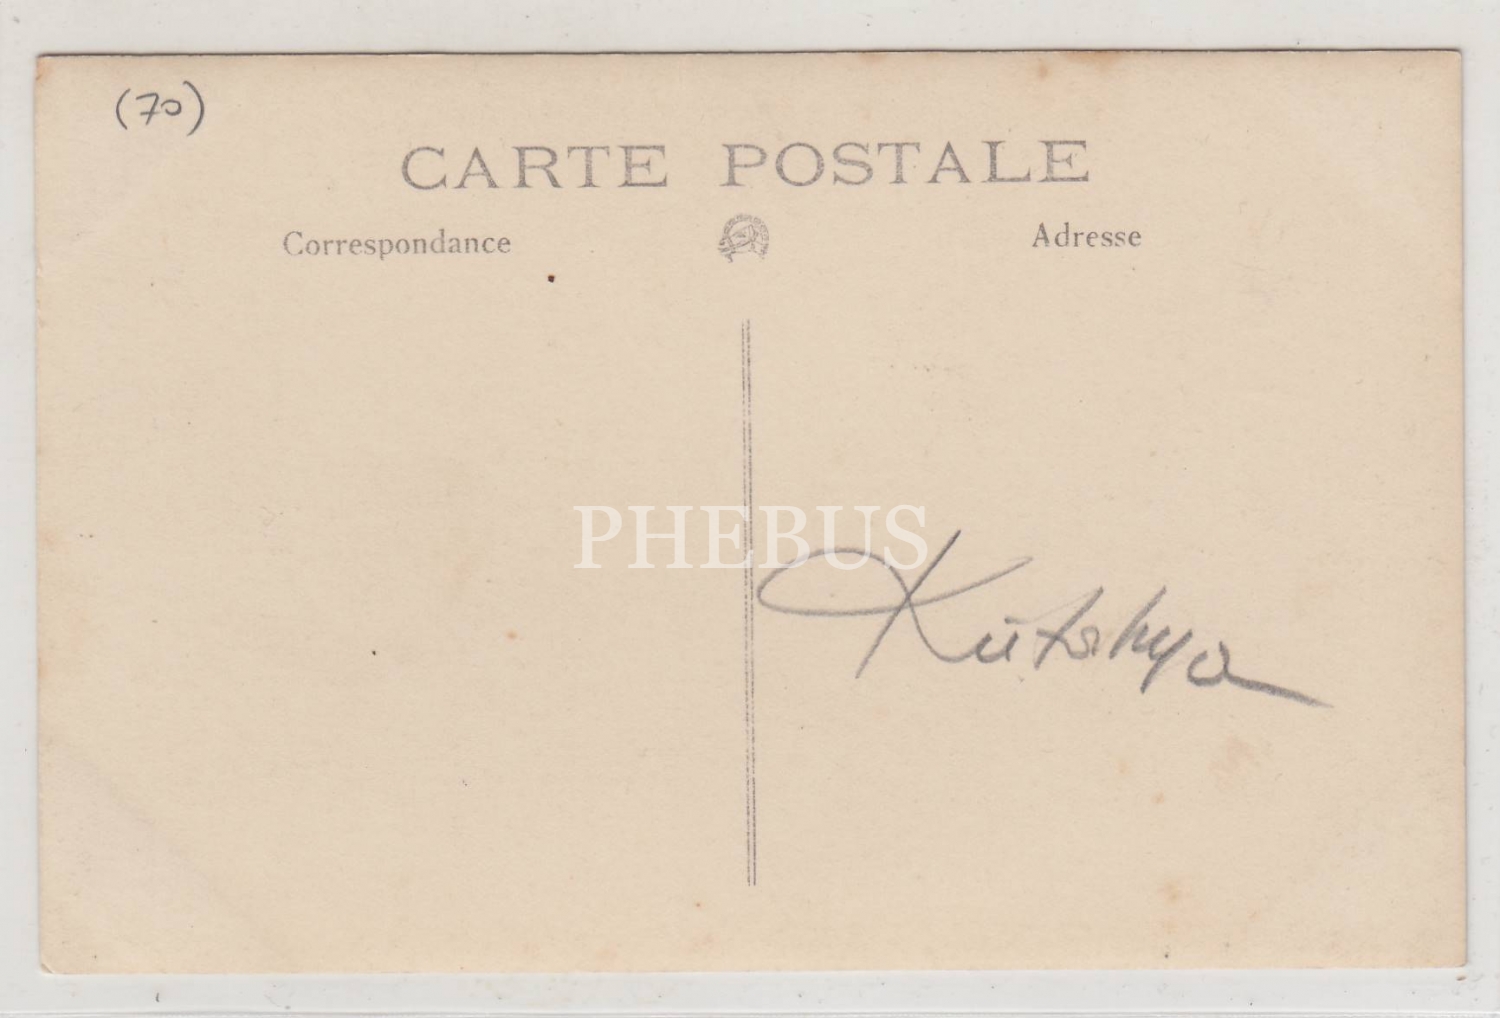 (70)
CARTE POSTALE
Correspondance
Adresse
PHEBUS
Kütahya